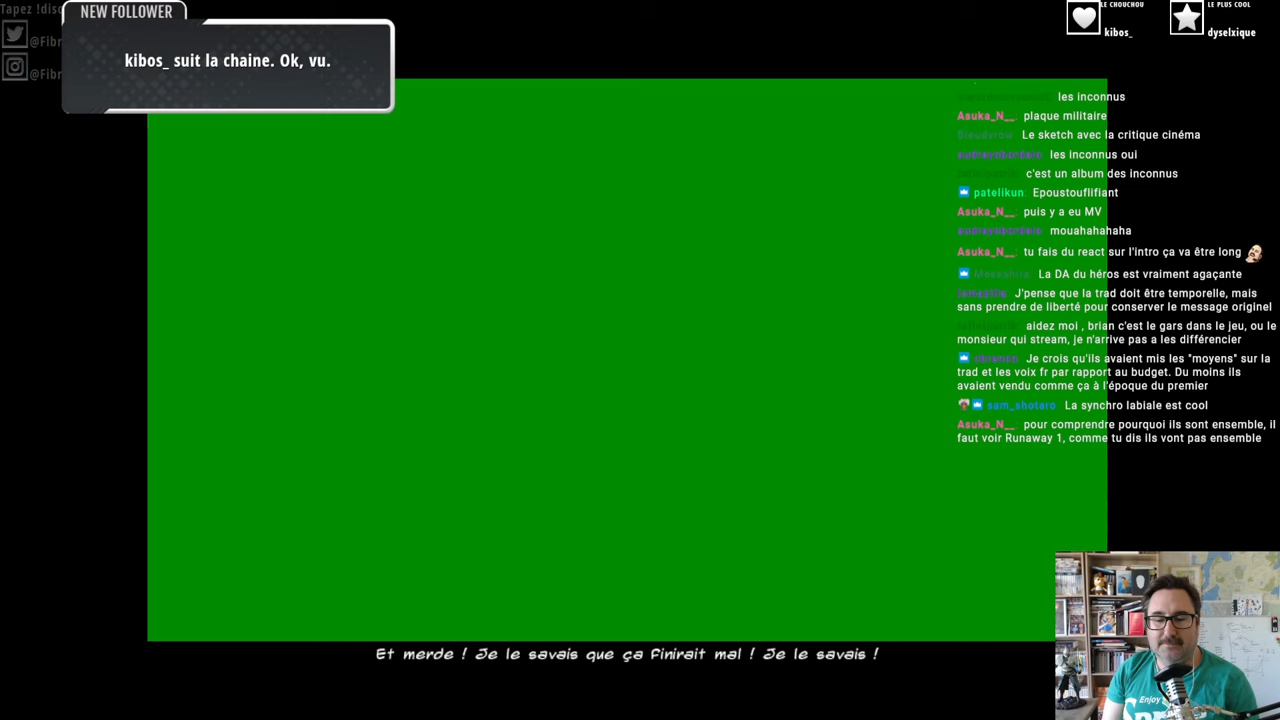 Tapez !disc
NEW FOLLOWER
LE CHOUCHOU
LE PLUS COOL
@Fibr
kibos_ suit la chaine. Ok, vu.
kibos_
dyselxique
@Fibr
les inconnus
Asuka_N__: plaque militaire
Le sketch avec la critique cinéma
les inconnus oui
c'est un album des inconnus
patelikun: Epoustouflifiant
Asuka_N__: puis y a eu MV
mouahahahaha
Asuka_N__: tu fais du react sur l'intro ça va être long
La DA du héros est vraiment agaçante
J'pense que la trad doit être temporelle, mais
sans prendre de liberté pour conserver le message originel
aidez moi , brian c'est le gars dans le jeu, ou le
monsieur qui stream, je n'arrive pas a les différencier
Je crois qu'ils avaient mis les "moyens" sur la
trad et les voix fr par rapport au budget. Du moins ils
avaient vendu comme ça à l'époque du premier
sam_shotaro: La synchro labiale est cool
Asuka_N__: pour comprendre pourquoi ils sont ensemble, il
faut voir Runaway 1, comme tu dis ils vont pas ensemble
Et merde ! Je le savais que ça finirait mal ! Je le savais !
Enjoy